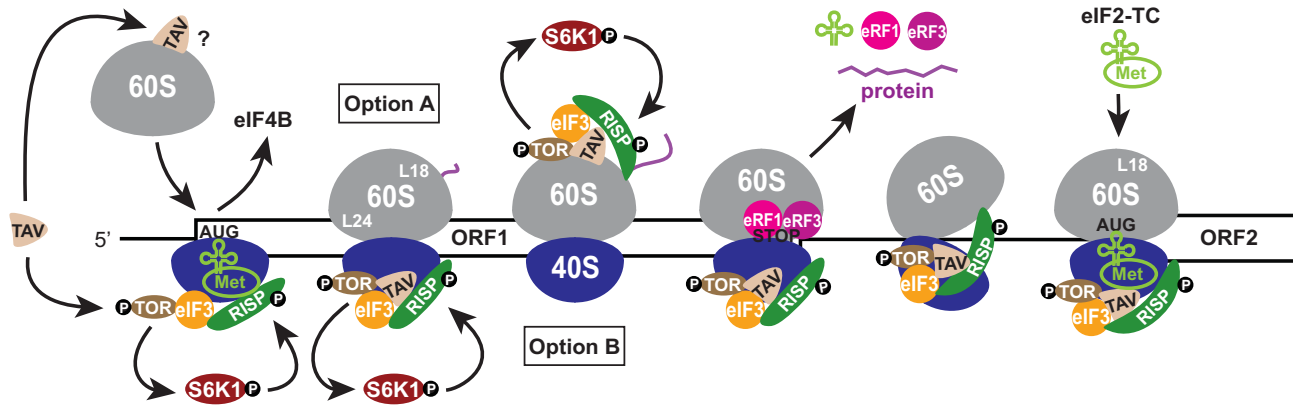 TAV
?
60S
eIF4B
Option A
S6K1 P
eIF3
RISP
P
P TOR
TAV
60S
eRF1
eRF3
protein
eIF2-TC
Met
TAV
5'
AUG
Met
P TOR
eIF3
RISP
P
S6K1 P
L18
60S
L24
ORF1
P TOR
TAV
eIF3
RISP
P
S6K1 P
40S
Option B
60S
eRF1
eRF3
STOP
P TOR
TAV
eIF3
RISP
P
60S
P TOR
TAV
eIF3
RISP
P
L18
60S
AUG
Met
P TOR
TAV
eIF3
RISP
P
ORF2